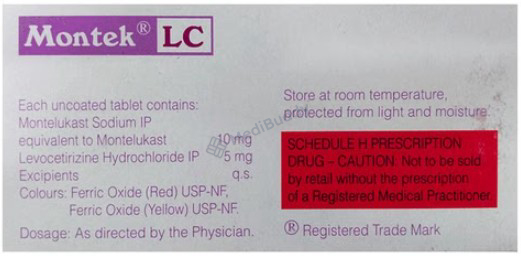 Montek® LC
Each uncoated tablet contains:
Montelukast Sodium IP
equivalent to Montelukast 10 mg
Levocetirizine Hydrochloride IP 5 mg
Excipients q.s.
Colours: Ferric Oxide (Red) USP-NF,
Ferric Oxide (Yellow) USP-NF.
Dosage: As directed by the Physician.
Store at room temperature,
protected from light and moisture.
SCHEDULE H PRESCRIPTION
DRUG – CAUTION: Not to be sold
by retail without the prescription
of a Registered Medical Practitioner.
® Registered Trade Mark